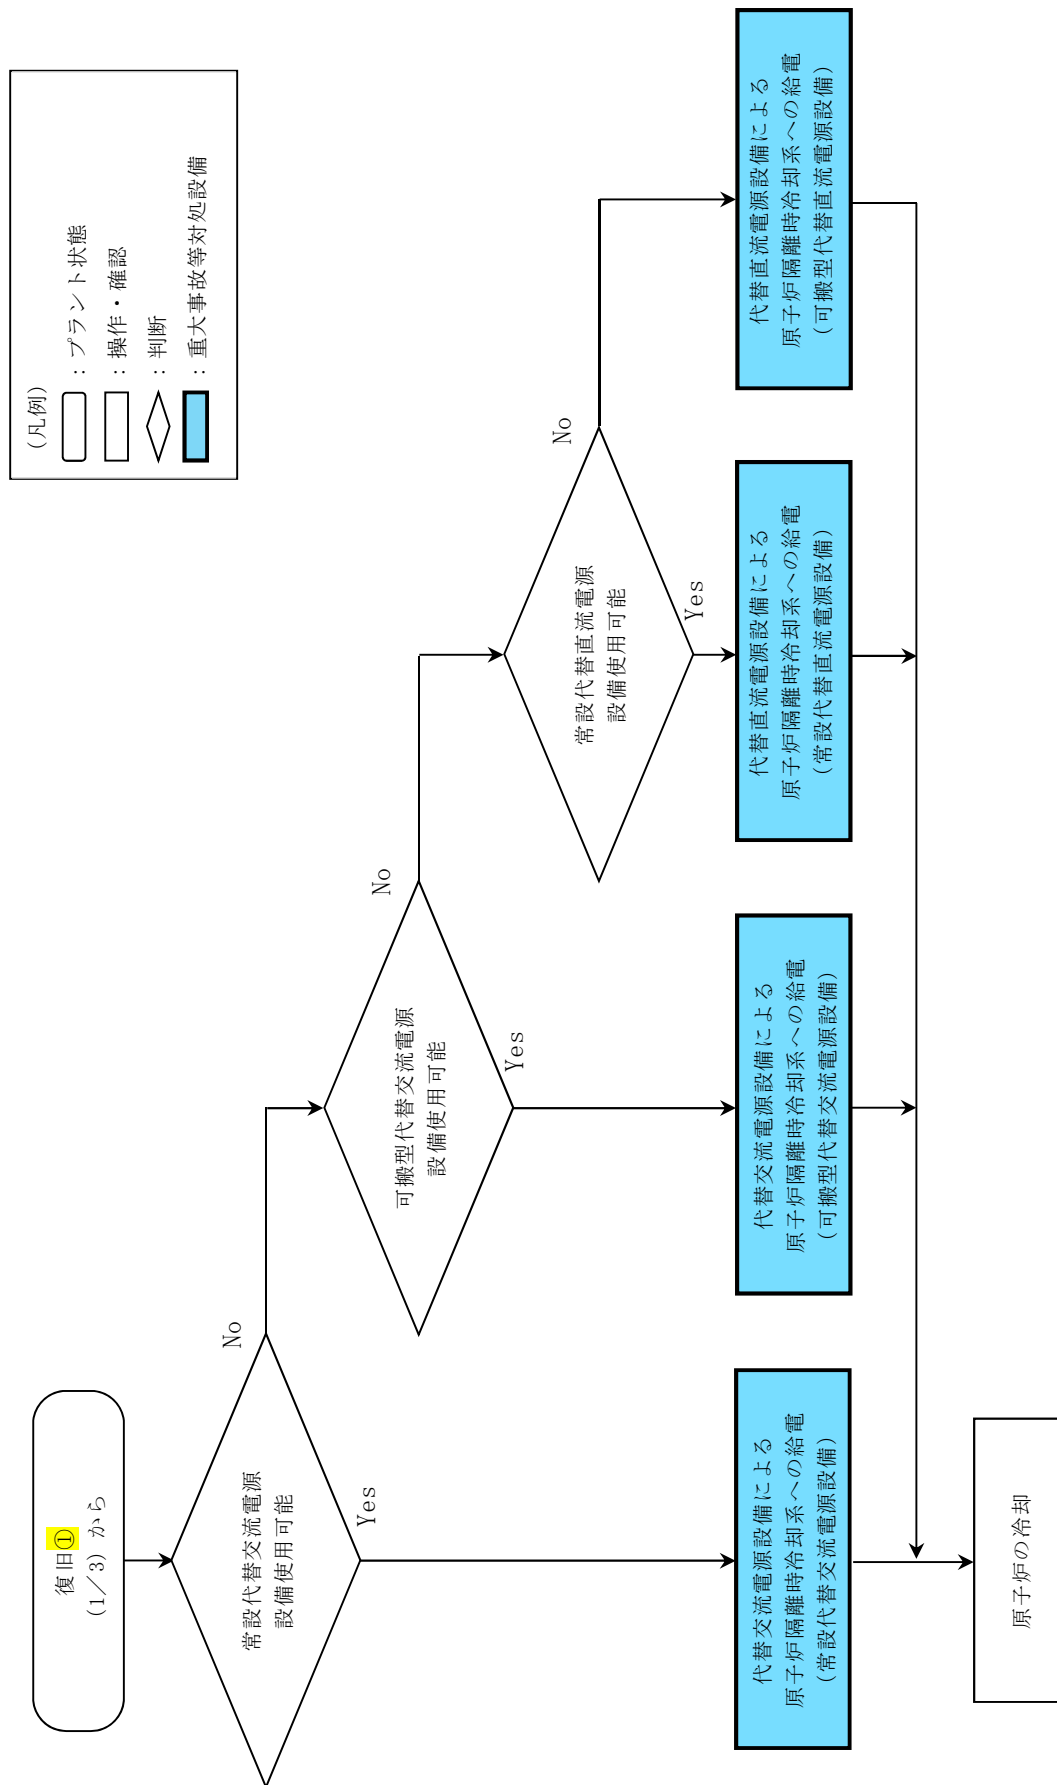 (凡例)
：プラント状態
：操作・確認
：判断
：重大事故等対処設備
復旧①
(1／3) から
常設代替交流電源
設備使用可能
No
Yes
可搬型代替交流電源
設備使用可能
No
Yes
常設代替直流電源
設備使用可能
No
Yes
代替交流電源設備による
原子炉隔離時冷却系への給電
(常設代替交流電源設備)
代替交流電源設備による
原子炉隔離時冷却系への給電
(可搬型代替交流電源設備)
代替直流電源設備による
原子炉隔離時冷却系への給電
(常設代替直流電源設備)
代替直流電源設備による
原子炉隔離時冷却系への給電
(可搬型代替直流電源設備)
原子炉の冷却